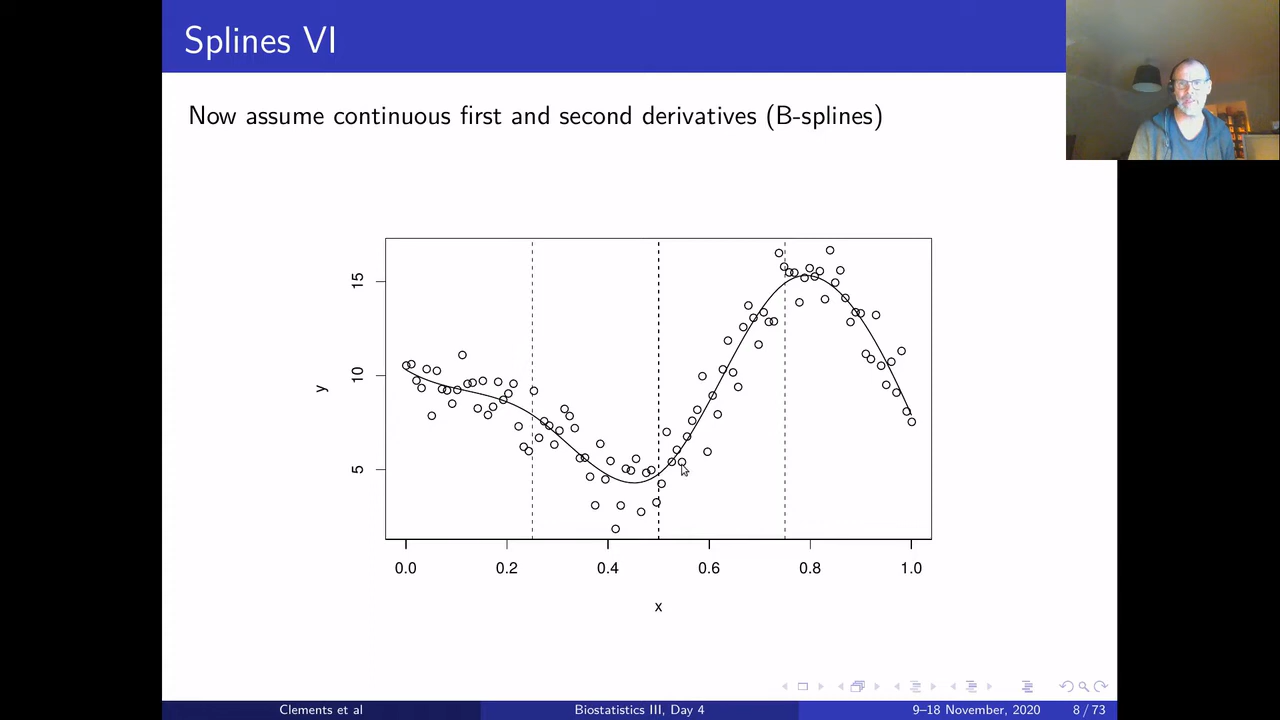 Splines VI
Now assume continuous first and second derivatives (B-splines)
15
10
5
y
0.0 0.2 0.4 0.6 0.8 1.0
x
Clements et al Biostatistics III, Day 4 9–18 November, 2020 8 / 73